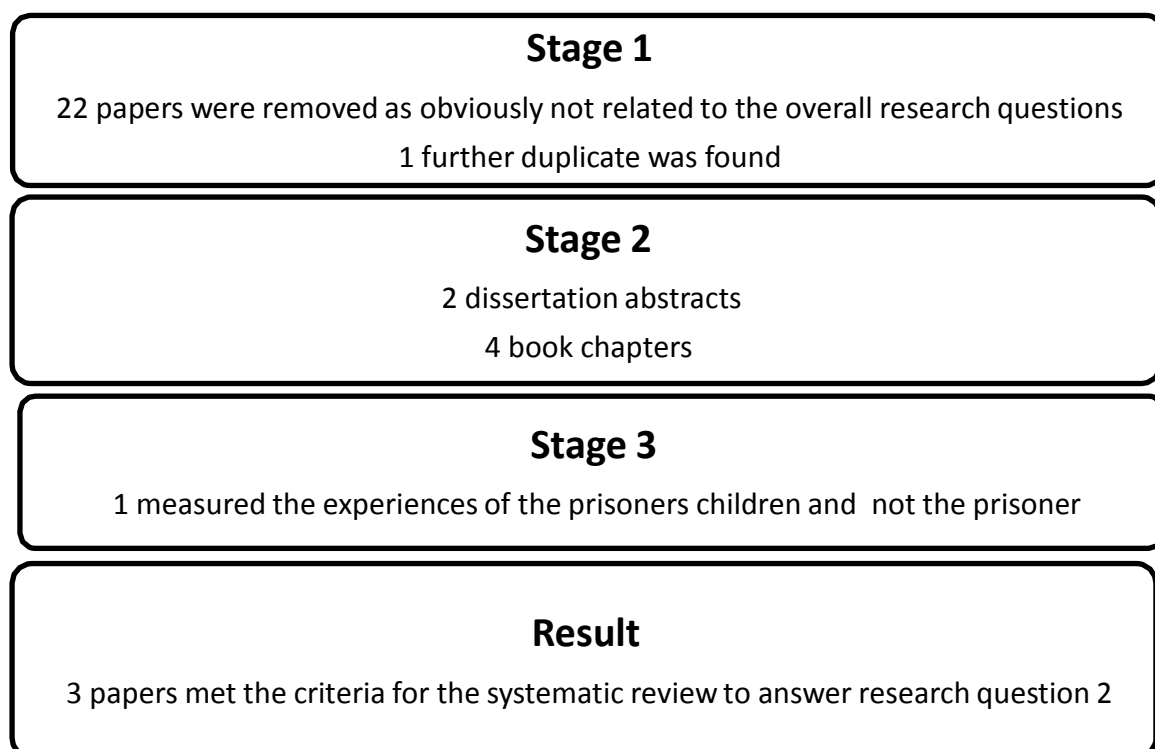 Stage 1
22 papers were removed as obviously not related to the overall research questions
1 further duplicate was found
Stage 2
2 dissertation abstracts
4 book chapters
Stage 3
1 measured the experiences of the prisoners children and  not the prisoner
Result
3 papers met the criteria for the systematic review to answer research question 2